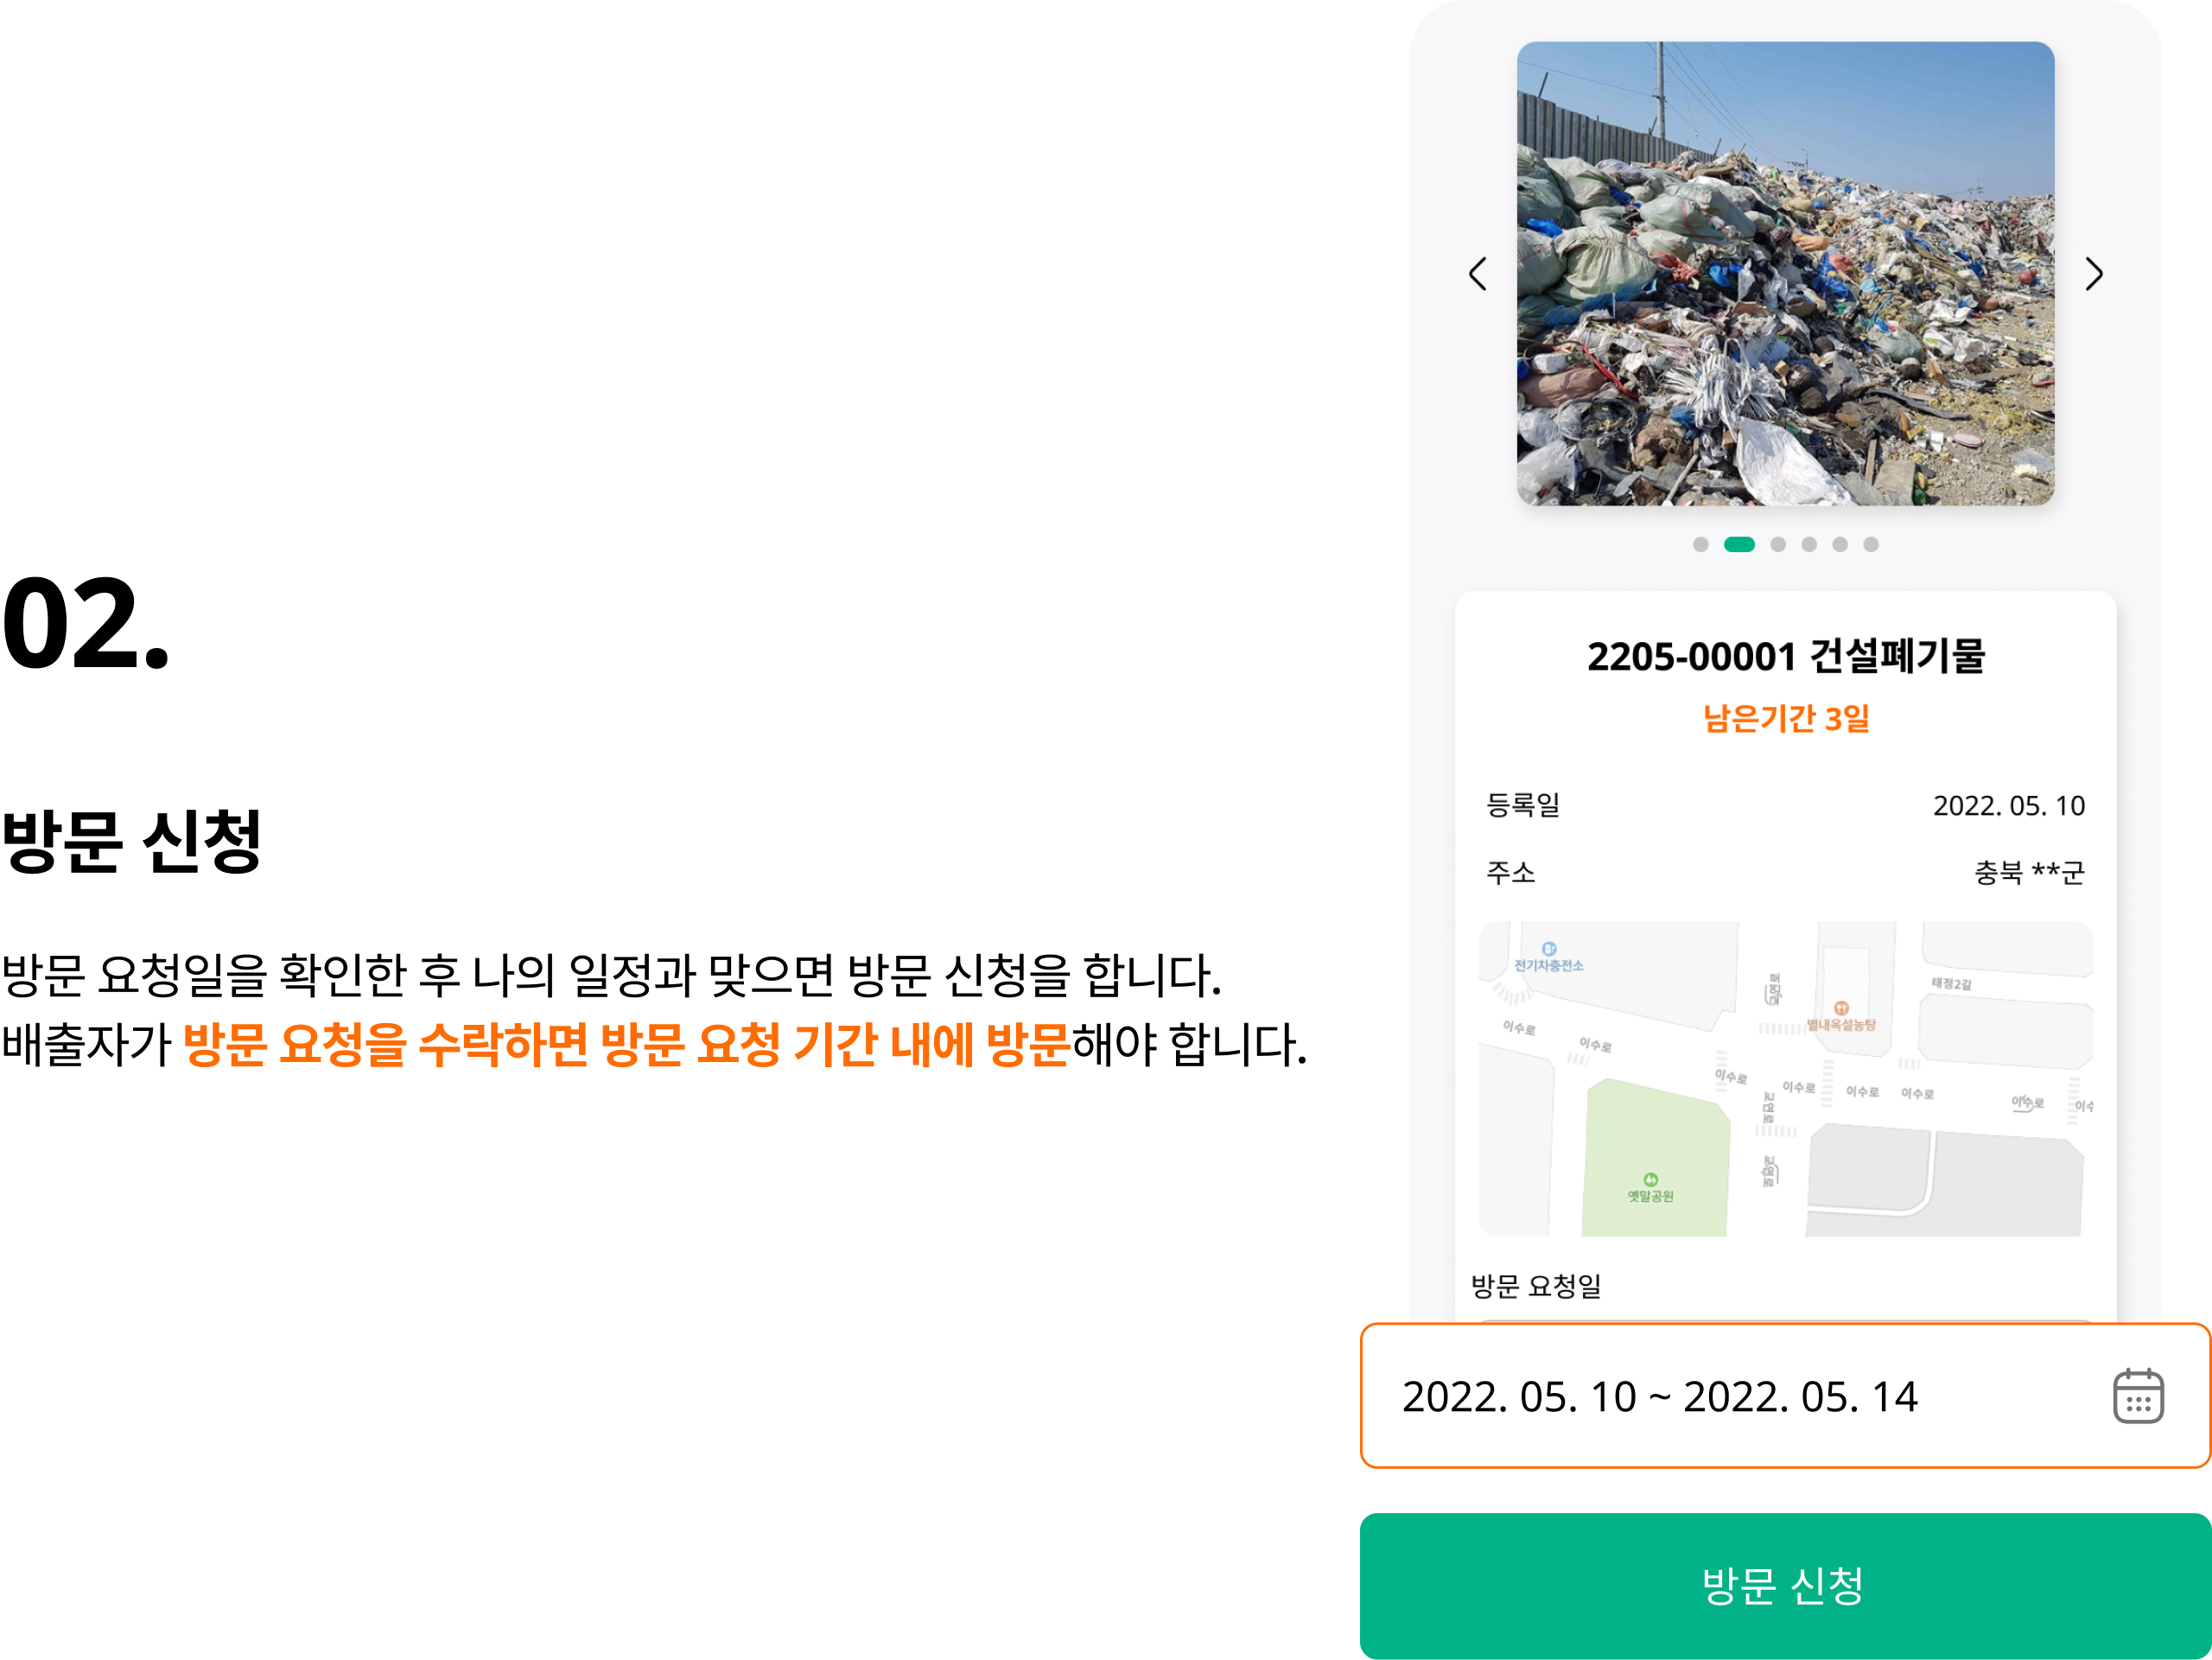 02.
방문 신청
방문 요청일을 확인한 후 나의 일정과 맞으면 방문 신청을 합니다.
배출자가 방문 요청을 수락하면 방문 요청 기간 내에 방문해야 합니다.
2205-00001 건설폐기물
남은기간 3일
등록일 2022. 05. 10
주소 충북 **군
전기차충전소
태정2길
별내옥설농탕
이수로
이수로
이수로
이수로
이수로
이수로
이수로
옛말공원
방문 요청일
2022. 05. 10 ~ 2022. 05. 14
방문 신청